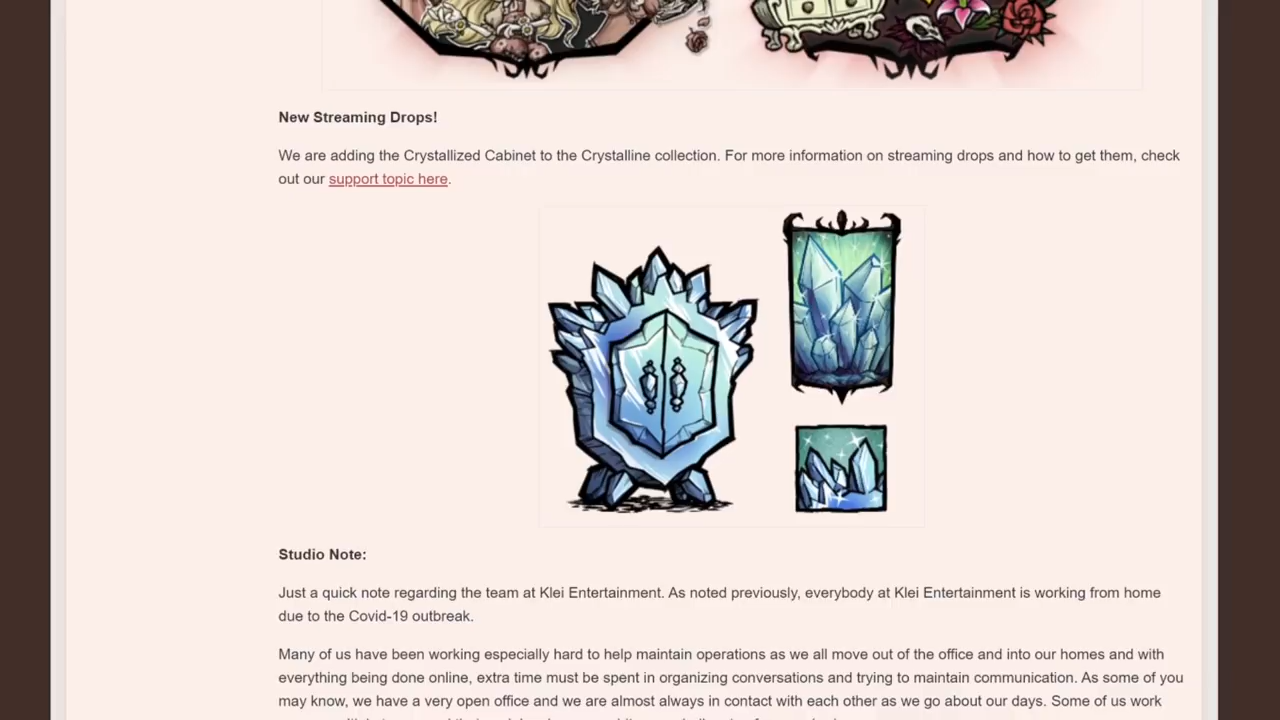 New Streaming Drops!
We are adding the Crystallized Cabinet to the Crystalline collection. For more information on streaming drops and how to get them, check
out our support topic here.
Studio Note:
Just a quick note regarding the team at Klei Entertainment. As noted previously, everybody at Klei Entertainment is working from home
due to the Covid-19 outbreak.
Many of us have been working especially hard to help maintain operations as we all move out of the office and into our homes and with
everything being done online, extra time must be spent in organizing conversations and trying to maintain communication. As some of you
may know, we have a very open office and we are almost always in contact with each other as we go about our days. Some of us work